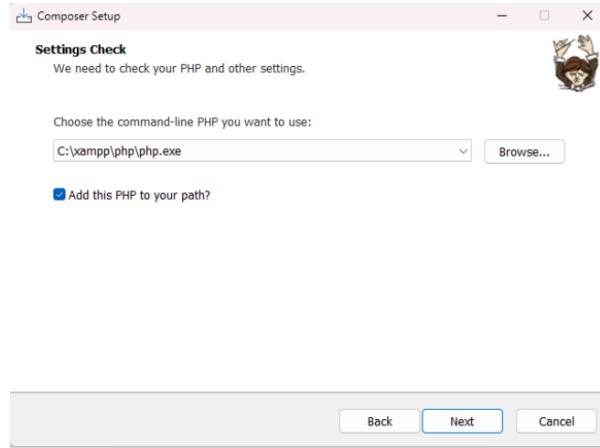 Composer Setup
Settings Check
We need to check your PHP and other settings.
Choose the command-line PHP you want to use:
C:\xampp\php\php.exe
Browse...
Add this PHP to your path?
Back
Next
Cancel